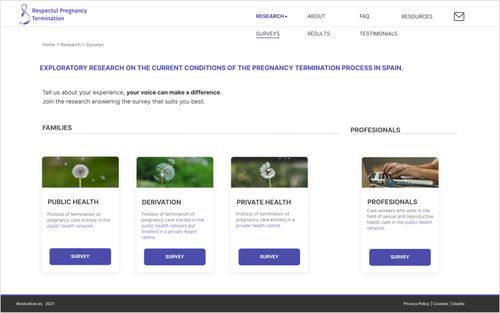 Respectul Pregnancy
Termination
RESEARCH
ABOUT
FAQ
RESOURCES
SURVEYS
RESULTS
TESTIMONIALS
Home > Research > Surveys
EXPLORATORY RESEARCH ON THE CURRENT CONDITIONS OF THE PREGNANCY TERMINATION PROCESS IN SPAIN.
Tell us about your experience, your voice can make a difference.
Join the research answering the survey that suits you best.
FAMILIES
PROFESIONALS
PUBLIC HEALTH
Process of termination of
pregnancy care entirely in the
public health network.
SURVEY
DERIVATION
Process of termination of
pregnancy care started in the
public health network but
finished in a private health
centre.
SURVEY
PRIVATE HEALTH
Process of termination of
pregnancy care entirely in a
private health centre.
SURVEY
PROFESIONALS
Care workers who work in the
field of sexual and reproductive
health care in the public health
network.
SURVEY
©estudioie.es 2021
Privacy Policy | Cookies | Diseño